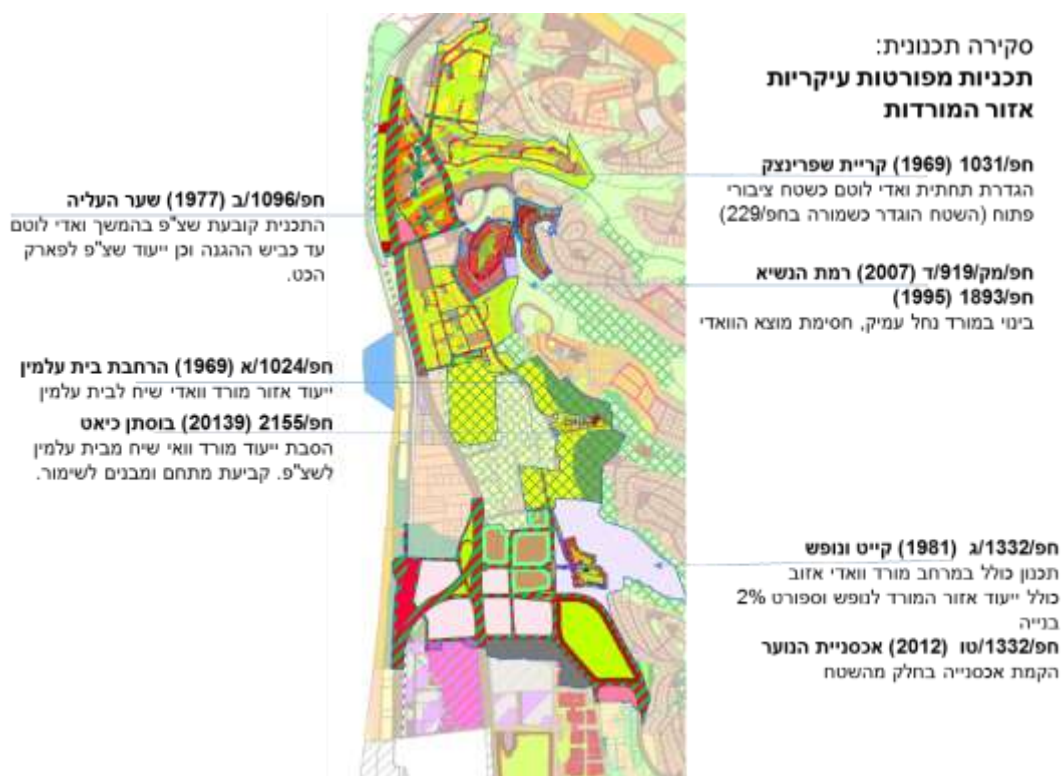 סקירה תכנונית:
תכניות מפורטות עיקריות
אזור המורדות
חפ/1031 (1969) קריית שפרינצק
הגדרת תחתית ואדי לוטם כשטח ציבורי
פתוח (השטח הוגדר כשמורה בחפ/229)
חפ/מק/919/ד (2007) רמת הנשיא
חפ/1893 (1995)
בינוי במורד נחל עמיק, חסימת מוצא הוואדי
חפ/1332/ג (1981) קייט ונופש
תכנון כולל במרחב מורד וואדי אזוב
כולל ייעוד אזור המורד לנופש וספורט 2%
בנייה
חפ/1332/טו (2012) אכסניית הנוער
הקמת אכסנייה בחלק מהשטח
חפ/1096/ב (1977) שער העליה
התכנית קובעת שצ"פ בהמשך ואדי לוטם
עד כביש ההגנה וכן ייעוד שצ"פ לפארק
הכט.
חפ/1024/א (1969) הרחבת בית עלמין
ייעוד אזור מורד וואדי שיח לבית עלמין
חפ/2155 (20139) בוסתן כיאט
הסבת ייעוד מורד וואי שיח מבית עלמין
לשצ"פ. קביעת מתחם ומבנים לשימור.